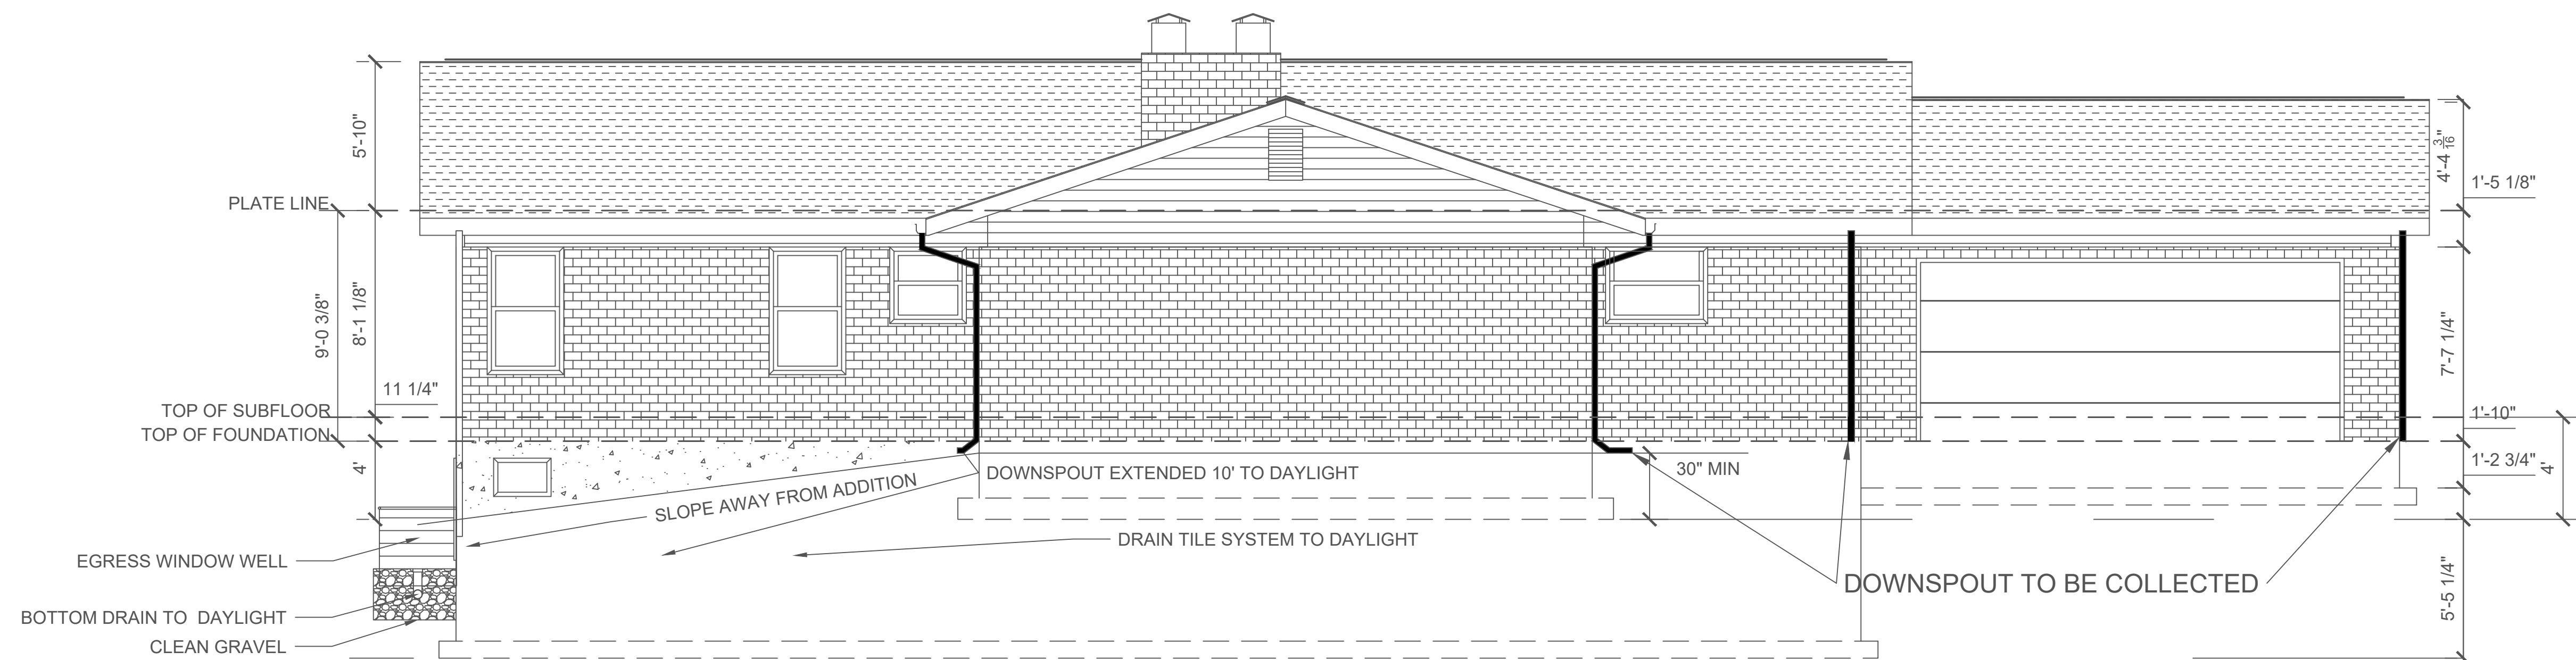 5'-10"
4'-4 3/16"
1'-5 1/8"
PLATE LINE
9'-0 3/8"
8'-1 1/8"
7'-7 1/4"
11 1/4"
TOP OF SUBFLOOR
1'-10"
TOP OF FOUNDATION
4'
DOWNSPOUT EXTENDED 10' TO DAYLIGHT
30" MIN
1'-2 3/4"
4'
SLOPE AWAY FROM ADDITION
DRAIN TILE SYSTEM TO DAYLIGHT
EGRESS WINDOW WELL
DOWNSPOUT TO BE COLLECTED
5'-5 1/4"
BOTTOM DRAIN TO DAYLIGHT
CLEAN GRAVEL